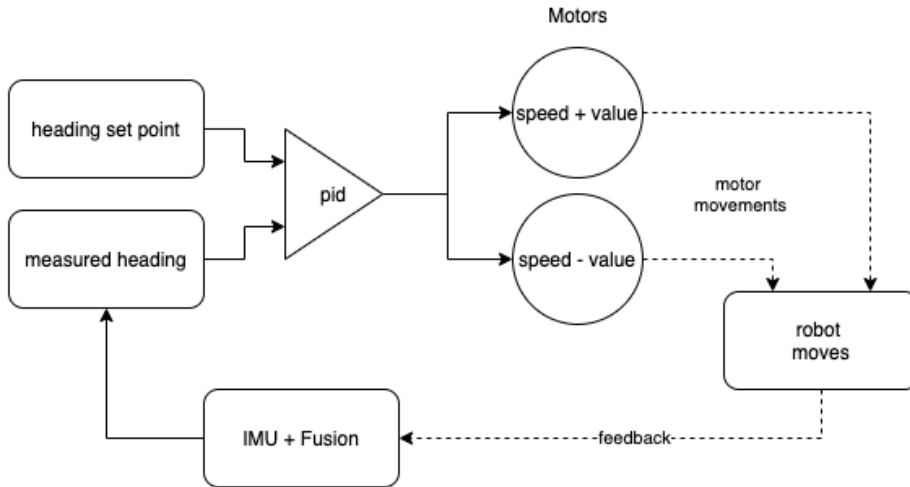 Motors
heading set point
speed + value
pid
motor
movements
measured heading
speed - value
robot
moves
IMU + Fusion
feedback